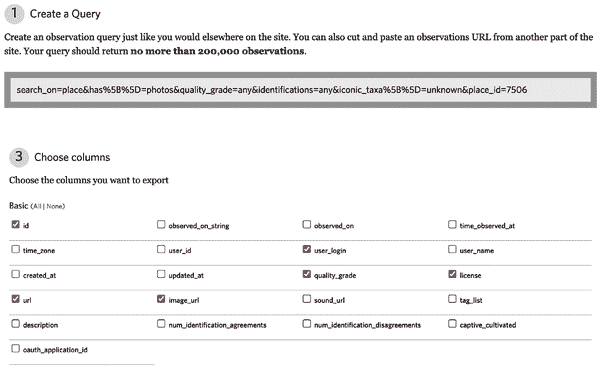 1 Create a Query
Create an observation query just like you would elsewhere on the site. You can also cut and paste an observations URL from another part of the
site. Your query should return no more than 200,000 observations.
search_on=place&has%5B%5D=photos&quality_grade=any&identifications=any&iconic_taxa%5B%5D=unknown&place_id=7506
3 Choose columns
Choose the columns you want to export
Basic (All | None)
id observed_on_string observed_on time_observed_at
time_zone user_id user_login user_name
created_at updated_at quality_grade license
url image_url sound_url tag_list
description num_identification_agreements num_identification_disagreements captive_cultivated
oauth_application_id